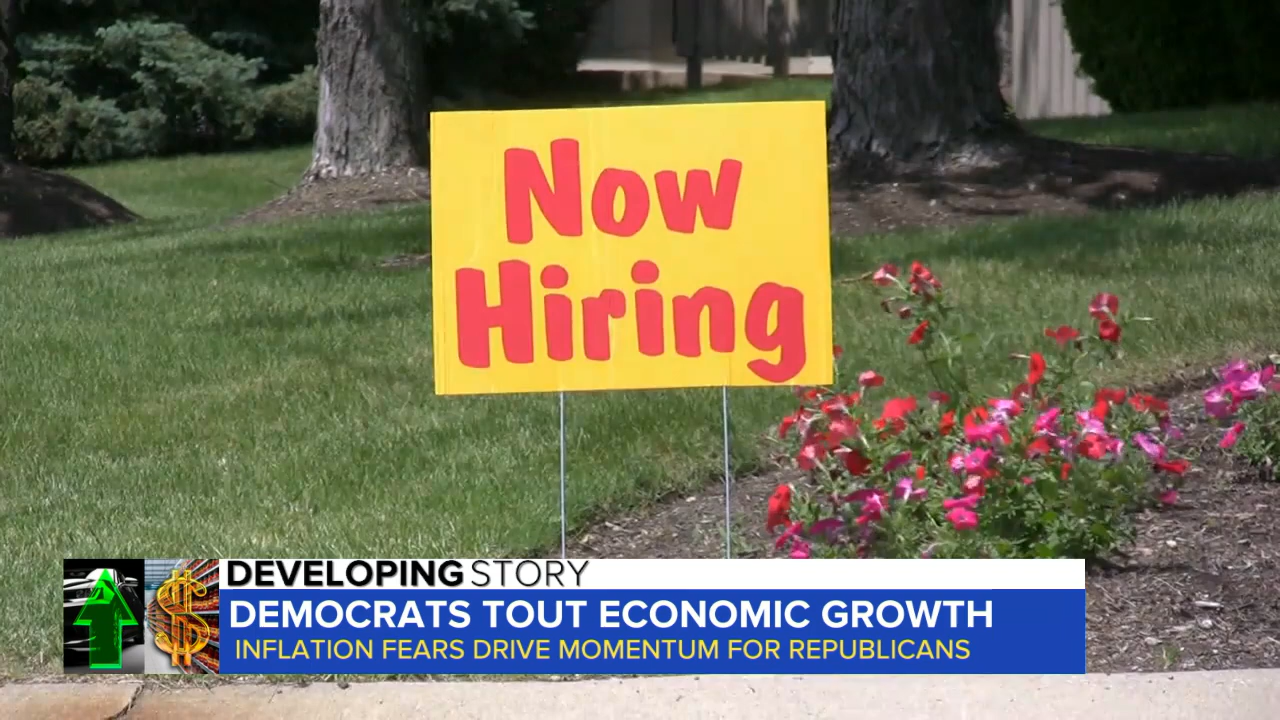 Now
Hiring
DEVELOPING STORY
DEMOCRATS TOUT ECONOMIC GROWTH
INFLATION FEARS DRIVE MOMENTUM FOR REPUBLICANS